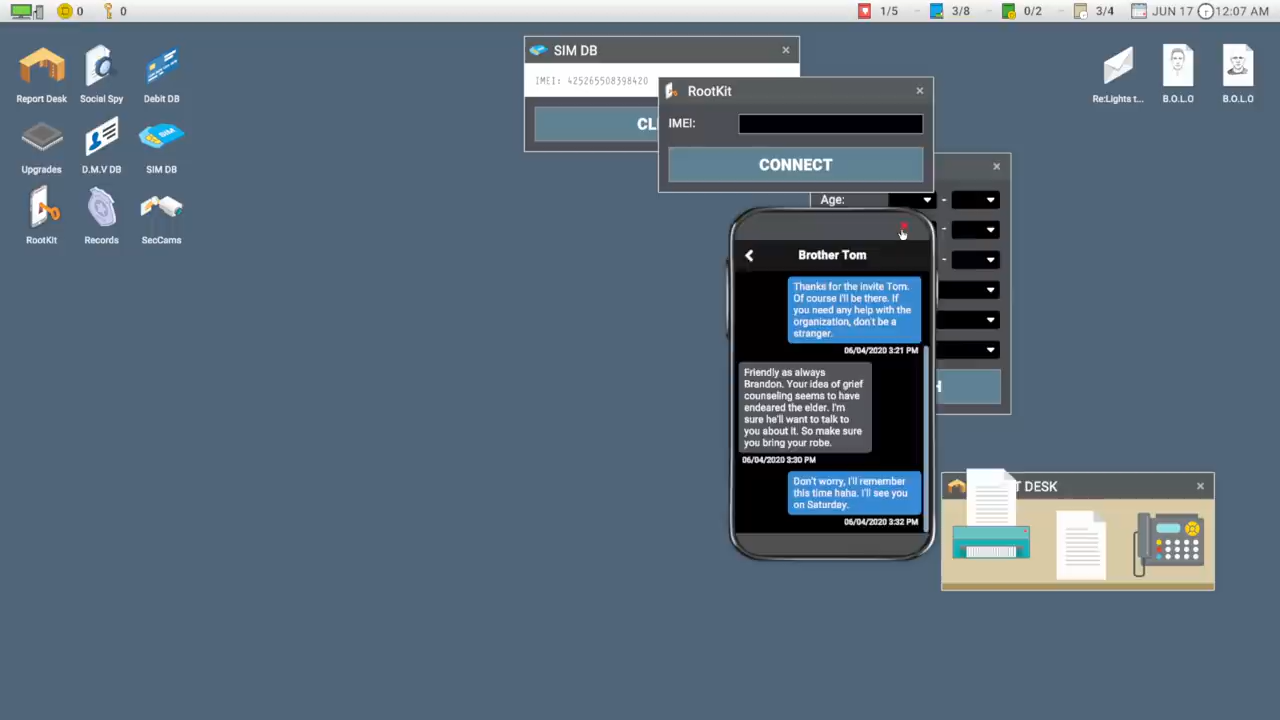 0
0
1/5
3/8
0/2
3/4
JUN 17
12:07 AM
Report Desk
Social Spy
Debit DB
Upgrades
D.M.V DB
SIM DB
RootKit
Records
SecCams
Re:Lights t...
B.O.L.O
B.O.L.O
SIM DB
IMEI: 425265508398420
CL
RootKit
IMEI:
CONNECT
Age:
-
-
-
H
Brother Tom
Thanks for the invite Tom.
Of course I'll be there. If
you need any help with the
organization, don't be a
stranger.
06/04/2020 3:21 PM
Friendly as always
Brandon. Your idea of grief
counseling seems to have
endeared the elder. I'm
sure he'll want to talk to
you about it. So make sure
you bring your robe.
06/04/2020 3:30 PM
Don't worry, I'll remember
this time haha. I'll see you
on Saturday.
06/04/2020 3:32 PM
T DESK